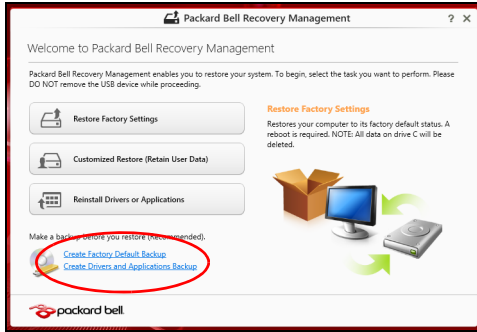 Packard Bell Recovery Management
? X
Welcome to Packard Bell Recovery Management
Packard Bell Recovery Management enables you to restore your system. To begin, select the task you want to perform. Please
DO NOT remove the USB device while proceeding.
Restore Factory Settings
Customized Restore (Retain User Data)
Reinstall Drivers or Applications
Restore Factory Settings
Restores your computer to its factory default status. A
reboot is required. NOTE: All data on drive C will be
deleted.
Make a backup before you restore (Recommended).
Create Factory Default Backup
Create Drivers and Applications Backup
packard bell